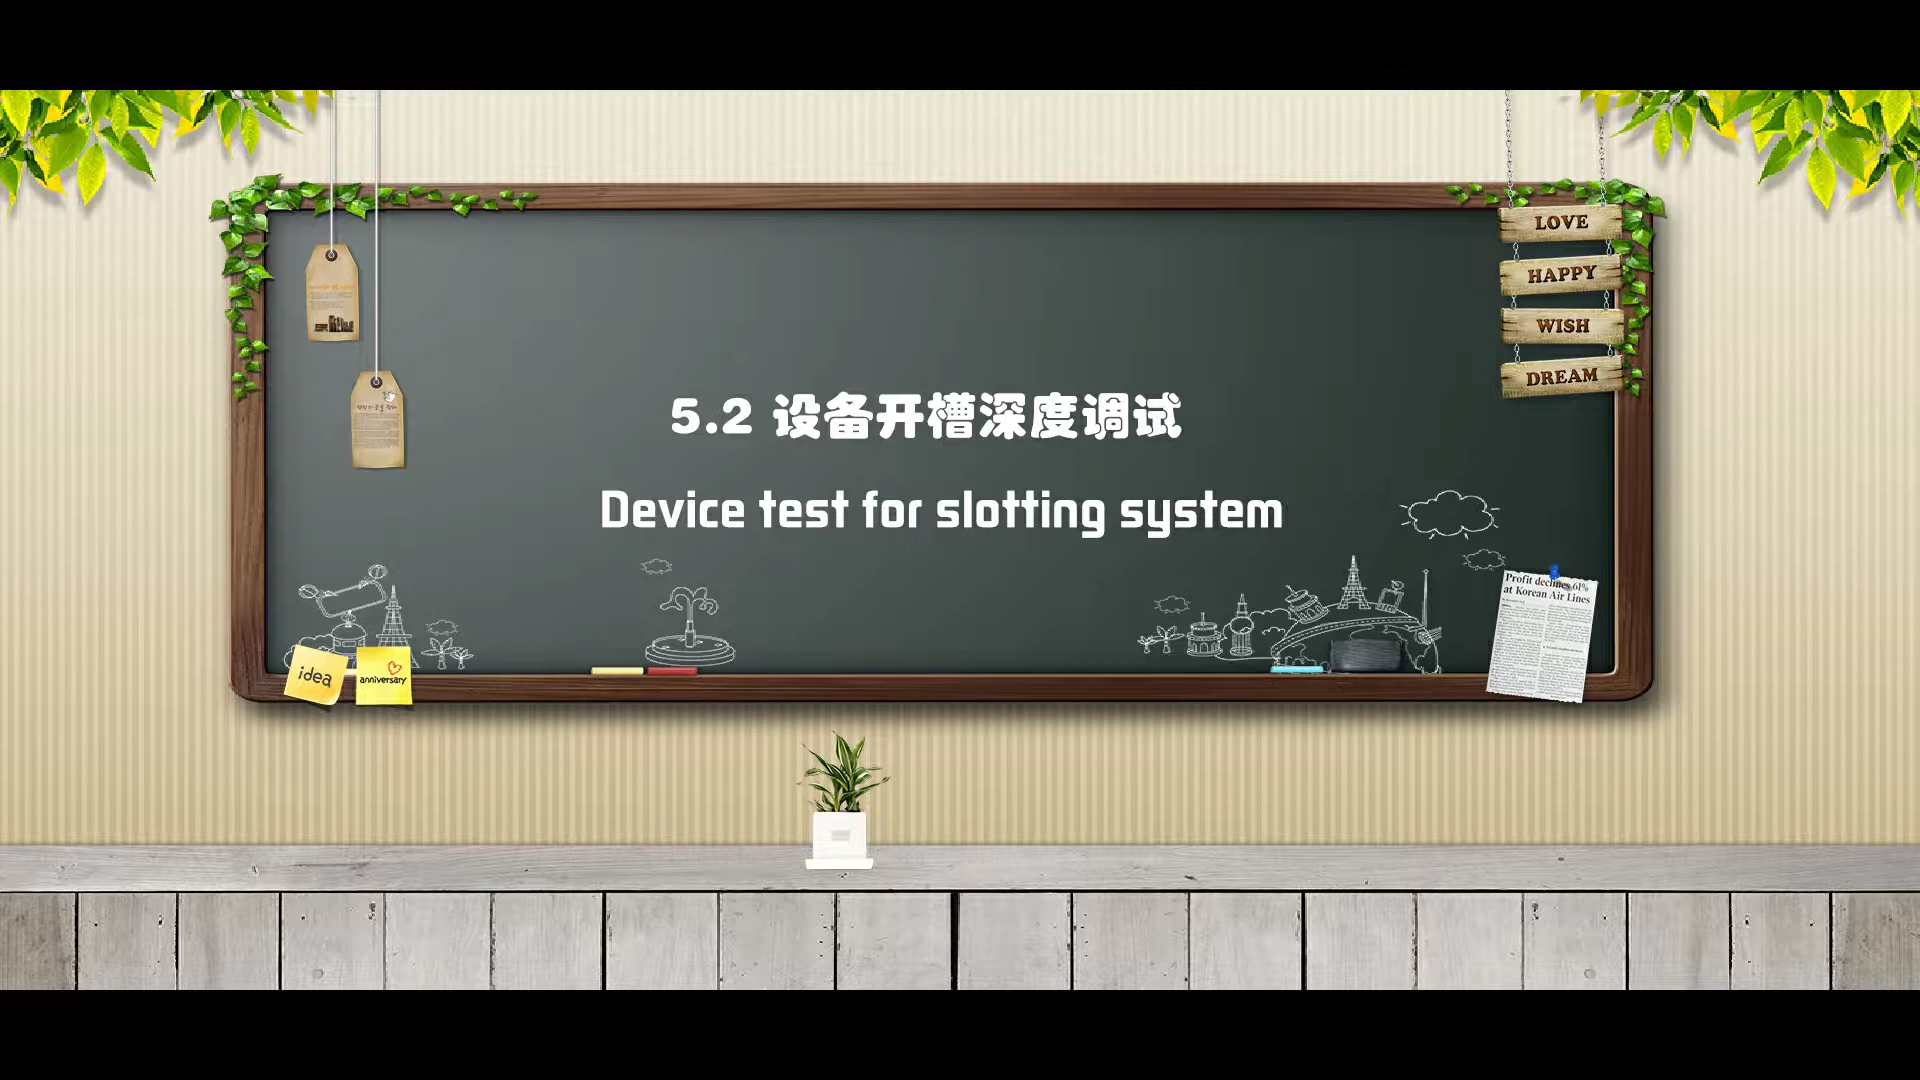 LOVE
HAPPY
WISH
DREAM
5.2 设备开槽深度调试
Device test for slotting system
Profit declines 61%
at Korean Air Lines
idea
anniversary